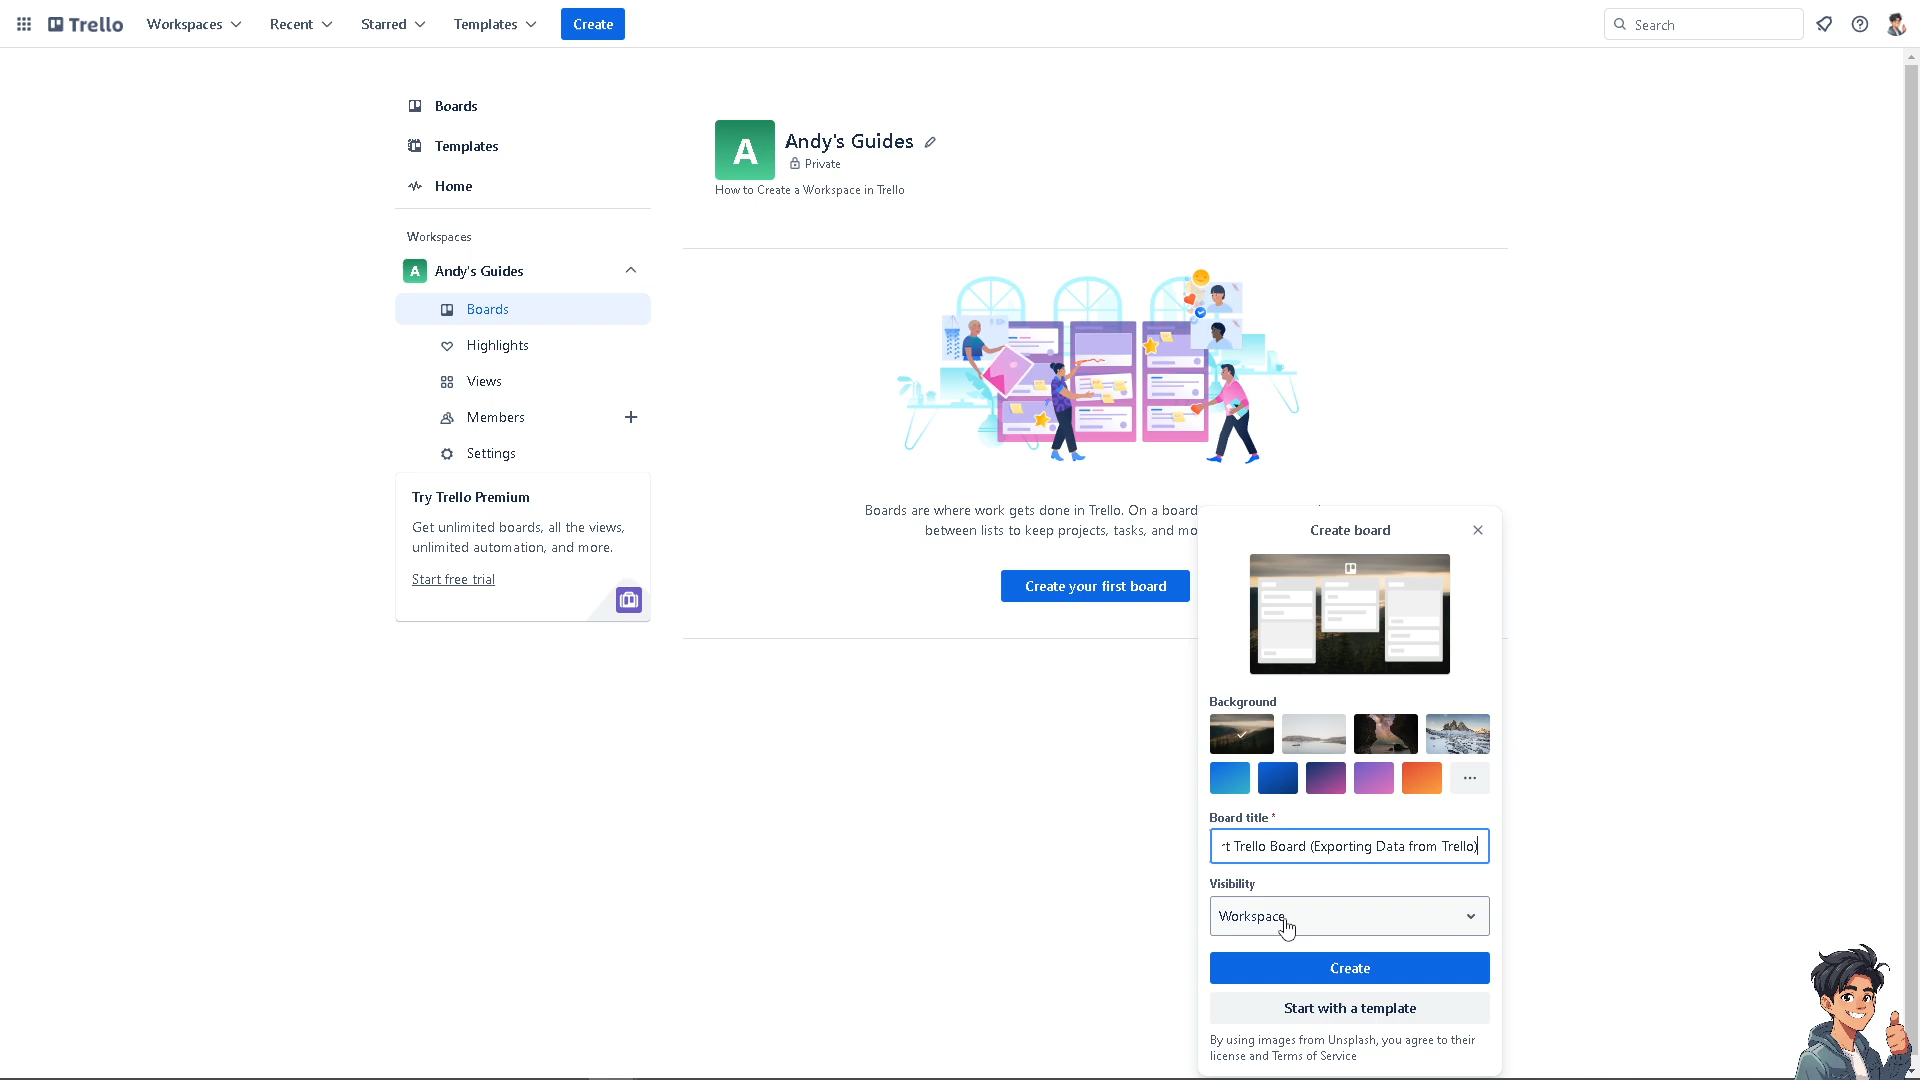 Trello
Workspaces
Recent
Starred
Templates
Create
Search
Boards
Templates
Home
Workspaces
A
Andy's Guides
Boards
Highlights
Views
Members
Settings
Try Trello Premium
Get unlimited boards, all the views,
unlimited automation, and more.
Start free trial
A
Andy's Guides
Private
How to Create a Workspace in Trello
Boards are where work gets done in Trello. On a board
between lists to keep projects, tasks, and mo
Create your first board
Create board
Background
Board title *
rt Trello Board (Exporting Data from Trello)
Visibility
Workspace
Create
Start with a template
By using images from Unsplash, you agree to their
license and Terms of Service